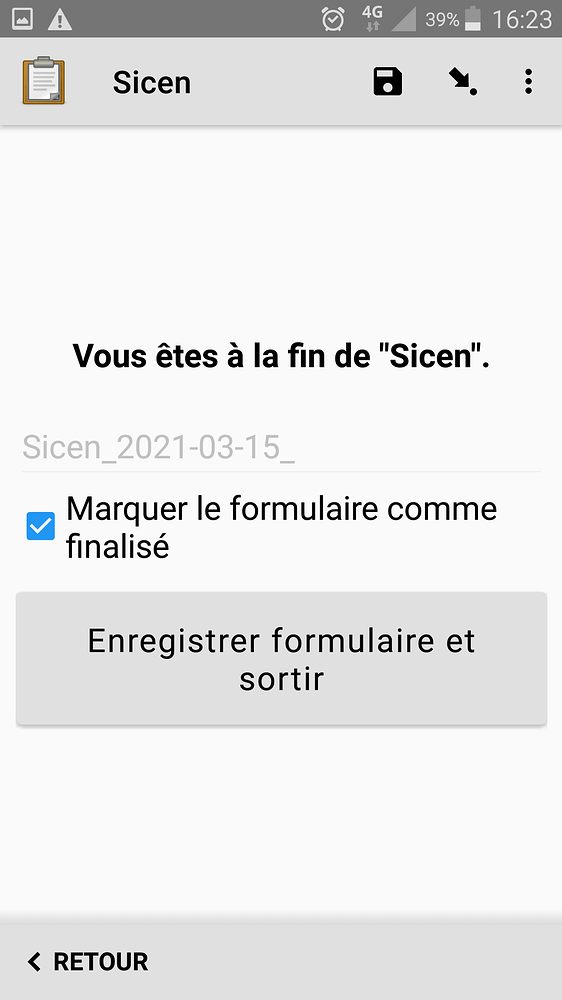 4G 39% 16:23
Sicen
Vous êtes à la fin de "Sicen".
Sicen_2021-03-15_
Marquer le formulaire comme
finalisé
Enregistrer formulaire et
sortir
RETOUR